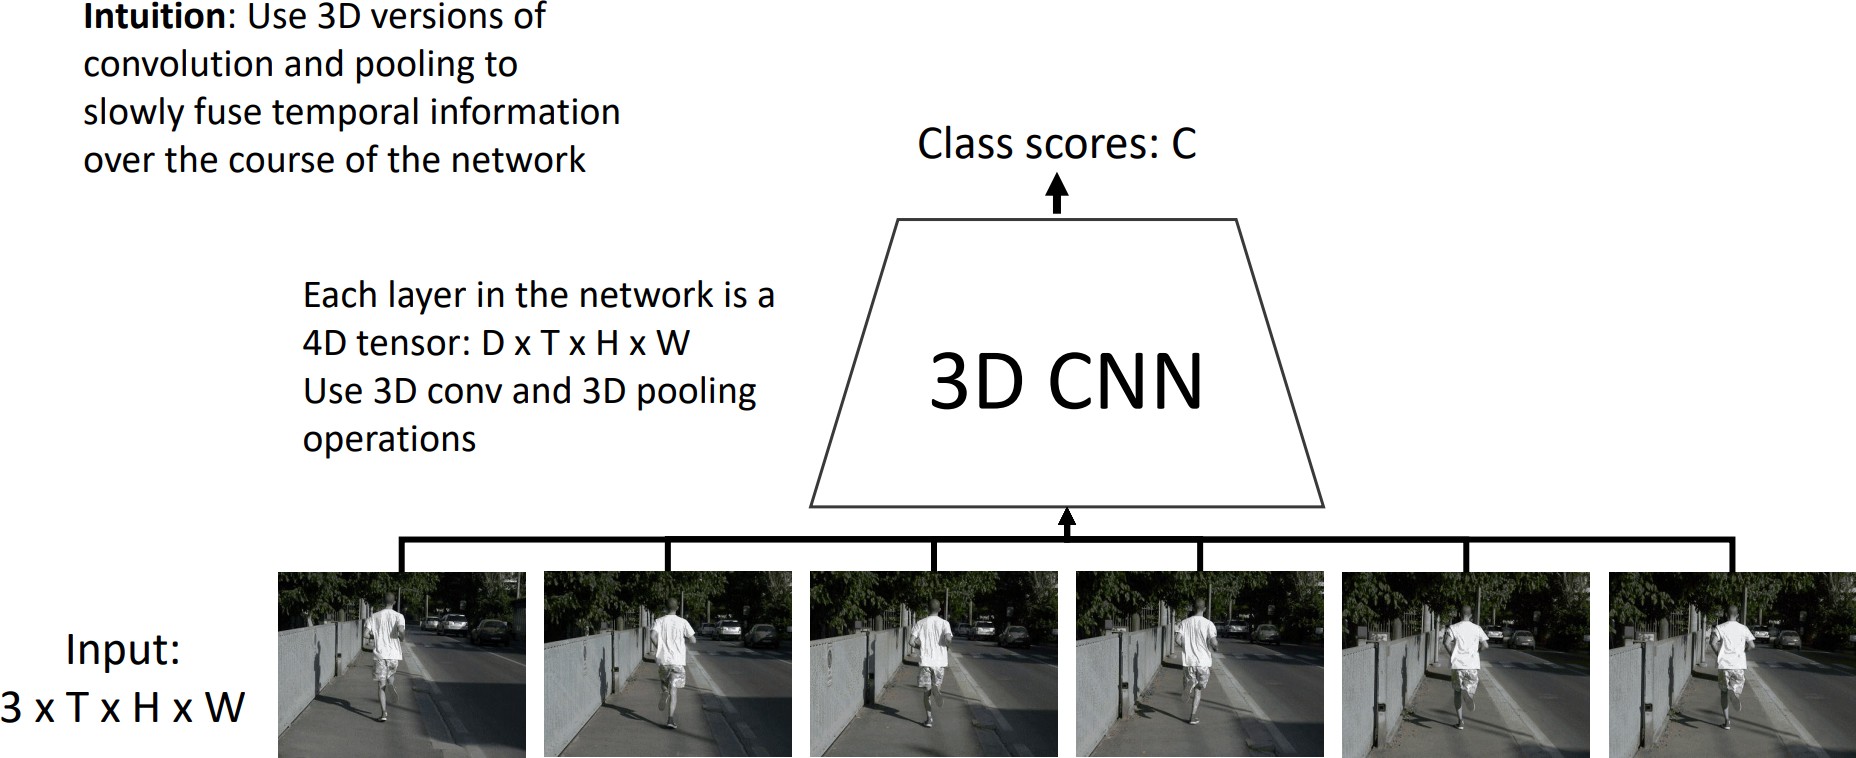 Intuition: Use 3D versions of
convolution and pooling to
slowly fuse temporal information
over the course of the network
Class scores: C
Each layer in the network is a
4D tensor: D x T x H x W
Use 3D conv and 3D pooling
operations
3D CNN
Input:
3 x T x H x W